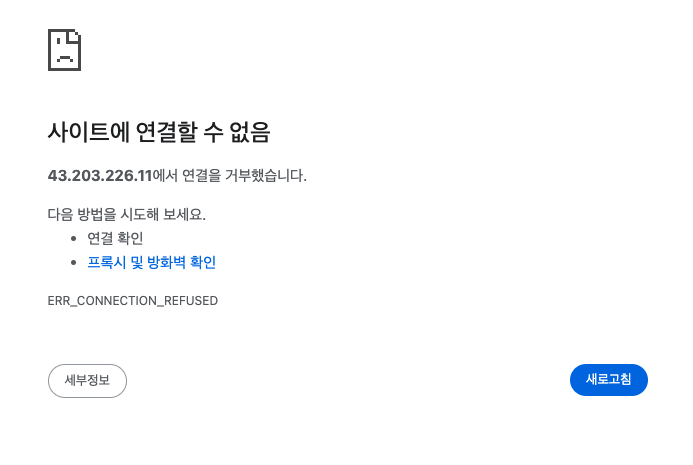 사이트에 연결할 수 없음
43.203.226.11에서 연결을 거부했습니다.
다음 방법을 시도해 보세요.
연결 확인
프록시 및 방화벽 확인
ERR_CONNECTION_REFUSED
세부정보
새로고침